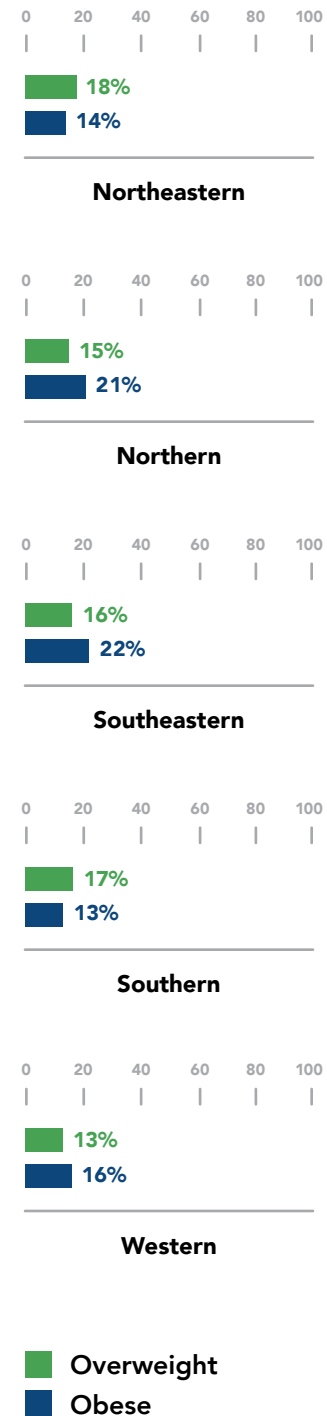 0 20 40 60 80 100
18%
14%
Northeastern
0 20 40 60 80 100
15%
21%
Northern
0 20 40 60 80 100
16%
22%
Southeastern
0 20 40 60 80 100
17%
13%
Southern
0 20 40 60 80 100
13%
16%
Western
Overweight
Obese